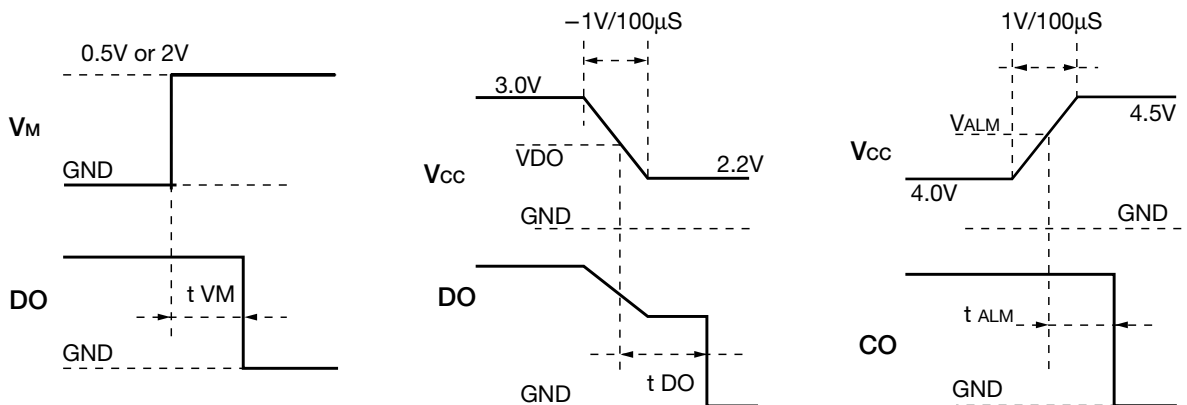 0.5V or 2V
VM
GND
DO
t VM
GND
−1V/100µS
3.0V
VDO
VCC
2.2V
GND
DO
t DO
GND
1V/100µS
VALM
4.5V
VCC
4.0V
GND
t ALM
CO
GND